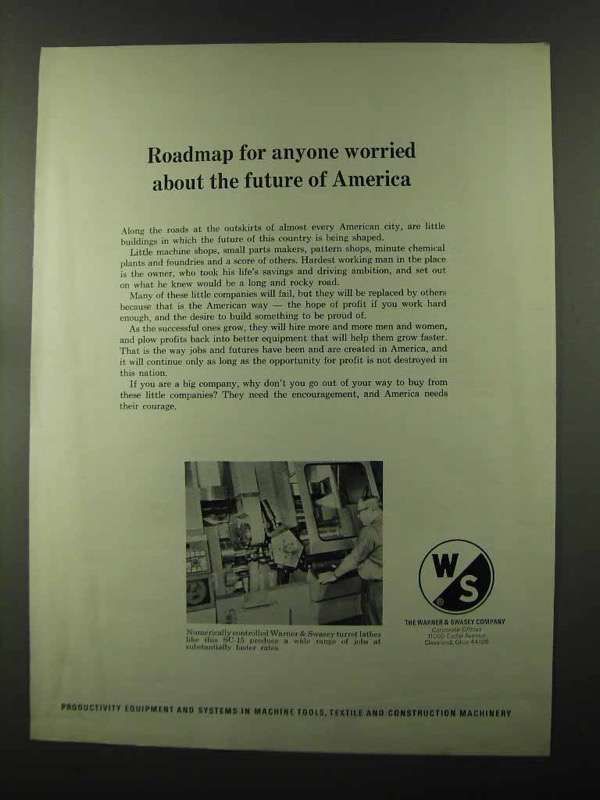 Roadmap for anyone worried
about the future of America
Along the roads at the outskirts of almost every American city, are little
buildings in which the future of this country is being shaped.
Little machine shops, small parts makers, pattern shops, minute chemical
plants and foundries and a score of others. Hardest working man in the place
is the owner, who took his life's savings and driving ambition, and set out
on what he knew would be a long and rocky road.
Many of these little companies will fail, but they will be replaced by others
because that is the American way — the hope of profit if you work hard
enough, and the desire to build something to be proud of.
As the successful ones grow, they will hire more and more men and women,
and plow profits back into better equipment that will help them grow faster.
That is the way jobs and futures have been and are created in America, and
it will continue only as long as the opportunity for profit is not destroyed in
this nation.
If you are a big company, why don't you go out of your way to buy from
these little companies? They need the encouragement, and America needs
their courage.
Numerically controlled Warner & Swasey turret lathes
like this SC-15 produce a wide range of jobs at
substantially faster rates.
W
S
®
THE WARNER & SWASEY COMPANY
Corporate Offices
11000 Cedar Avenue
Cleveland, Ohio 44106
PRODUCTIVITY EQUIPMENT AND SYSTEMS IN MACHINE TOOLS, TEXTILE AND CONSTRUCTION MACHINERY